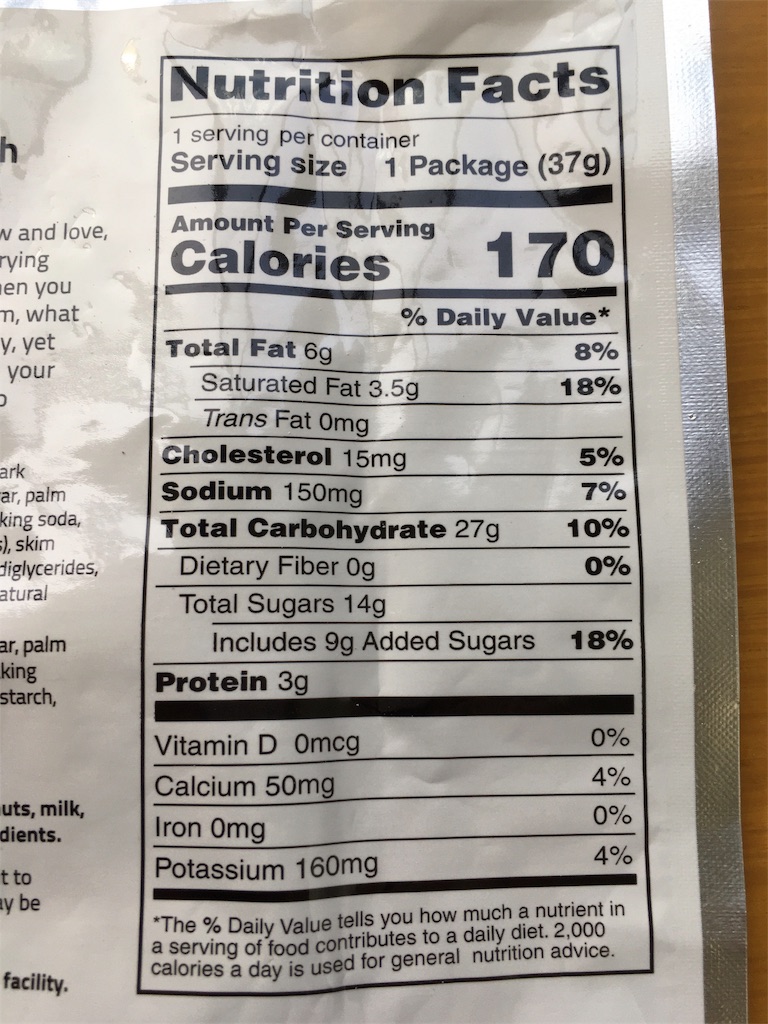 h
w and love,
rying
en you
m, what
y, yet
your
ark
ar, palm
king soda,
), skim
diglycerides,
atural
ar, palm
king
starch,
uts, milk,
dients.
t to
ay be
facility.
Nutrition Facts
1 serving per container
Serving size 1 Package (37g)
Amount Per Serving
Calories 170
% Daily Value*
Total Fat 6g 8%
Saturated Fat 3.5g 18%
Trans Fat 0mg
Cholesterol 15mg 5%
Sodium 150mg 7%
Total Carbohydrate 27g 10%
Dietary Fiber 0g 0%
Total Sugars 14g
Includes 9g Added Sugars 18%
Protein 3g
Vitamin D 0mcg 0%
Calcium 50mg 4%
Iron 0mg 0%
Potassium 160mg 4%
*The % Daily Value tells you how much a nutrient in
a serving of food contributes to a daily diet. 2,000
calories a day is used for general nutrition advice.